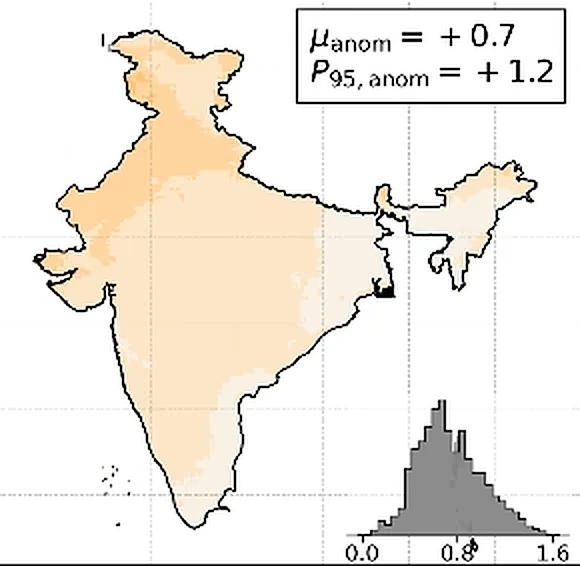 μanom = +0.7
P95, anom = +1.2
0.0 0.8 1.6